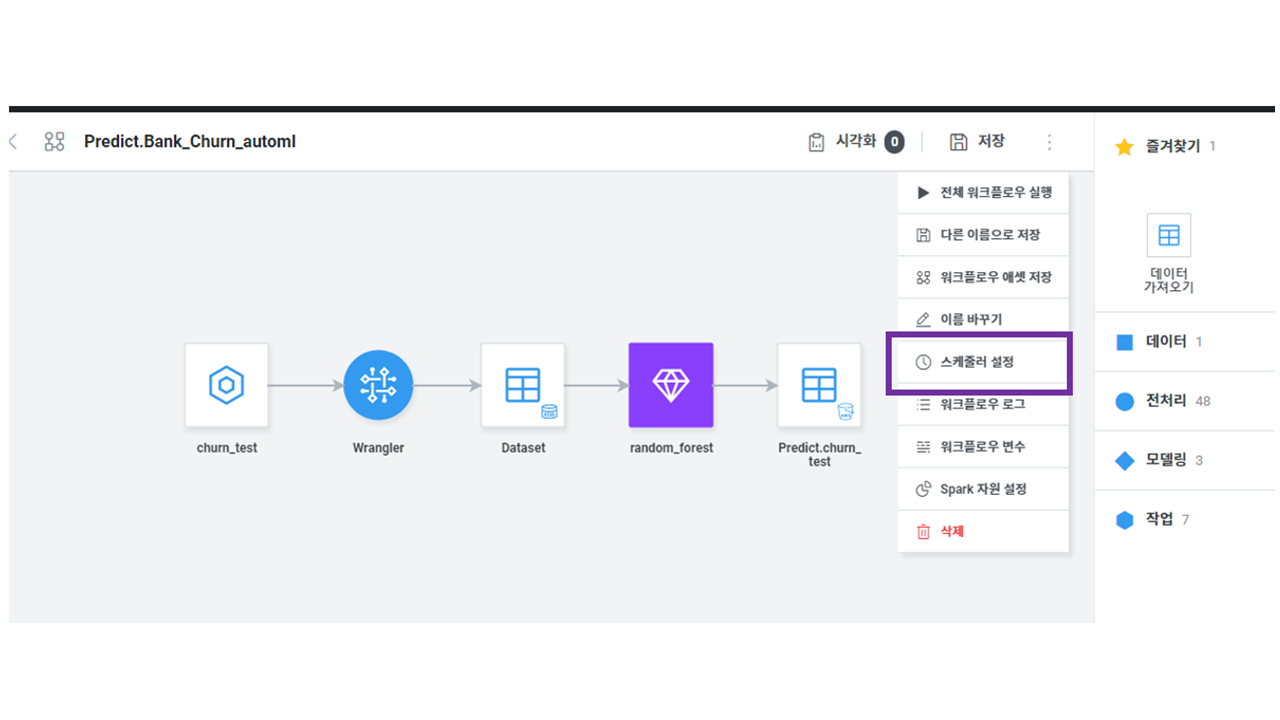 Predict.Bank_Churn_automl
시각화 0
저장
전체 워크플로우 실행
다른 이름으로 저장
워크플로우 애셋 저장
이름 바꾸기
스케줄러 설정
워크플로우 로그
워크플로우 변수
Spark 자원 설정
삭제
churn_test
Wrangler
Dataset
random_forest
Predict.churn_
test
즐겨찾기 1
데이터
가져오기
데이터 1
전처리 48
모델링 3
작업 7